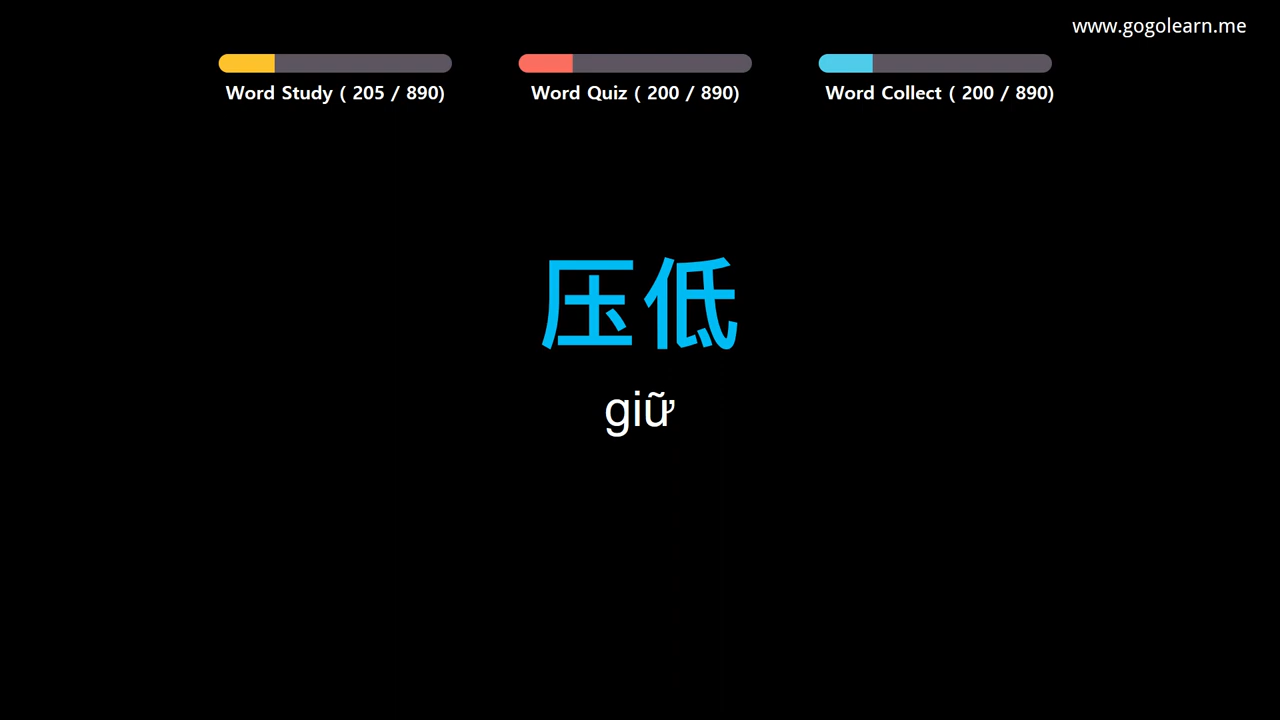 www.gogolearn.me
Word Study ( 205 / 890)
Word Quiz ( 200 / 890)
Word Collect ( 200 / 890)
压低
giữ